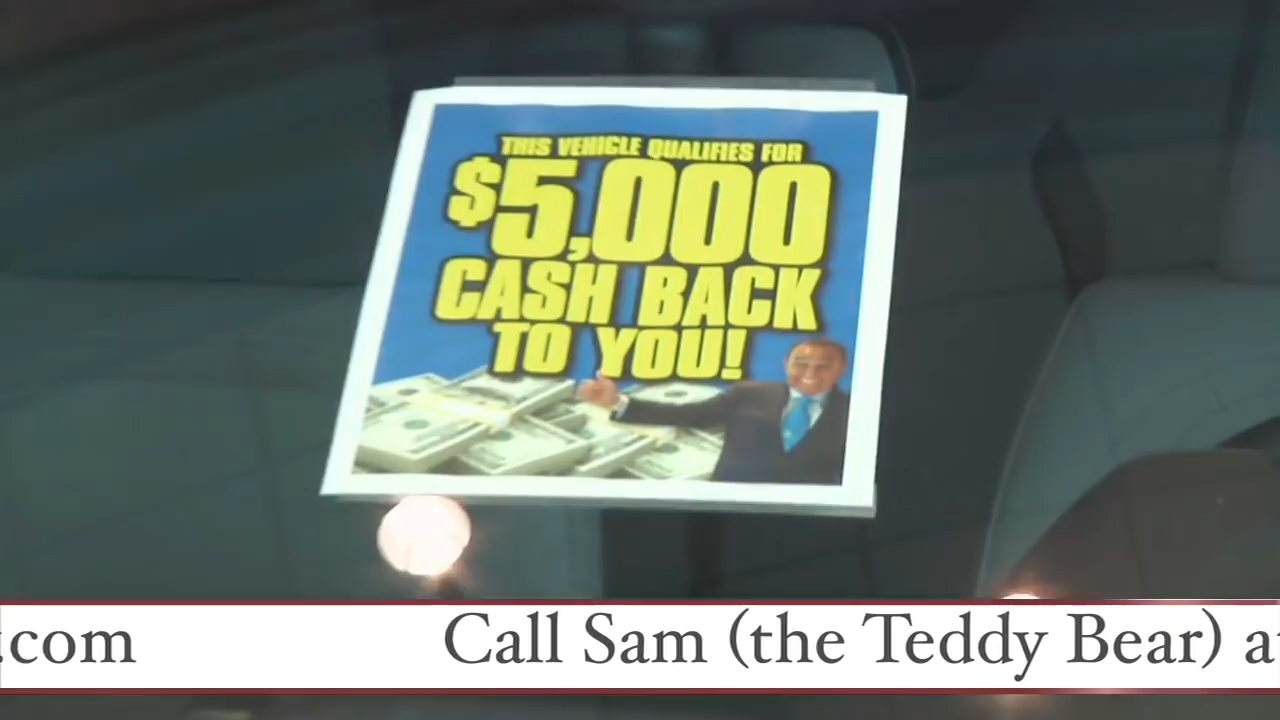 THIS VEHICLE QUALIFIES FOR
$5,000
CASH BACK
TO YOU!
.com Call Sam (the Teddy Bear) a